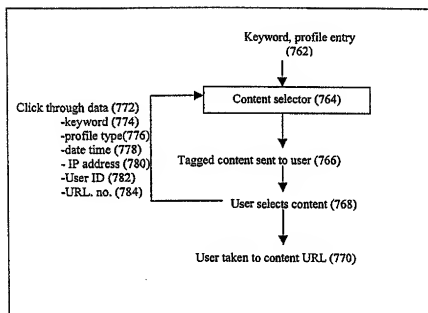 Keyword, profile entry
(762)
Content selector (764)
Click through data (772)
-keyword (774)
-profile type(776)
-date time (778)
- IP address (780)
-User ID (782)
-URL. no. (784)
Tagged content sent to user (766)
User selects content (768)
User taken to content URL (770)